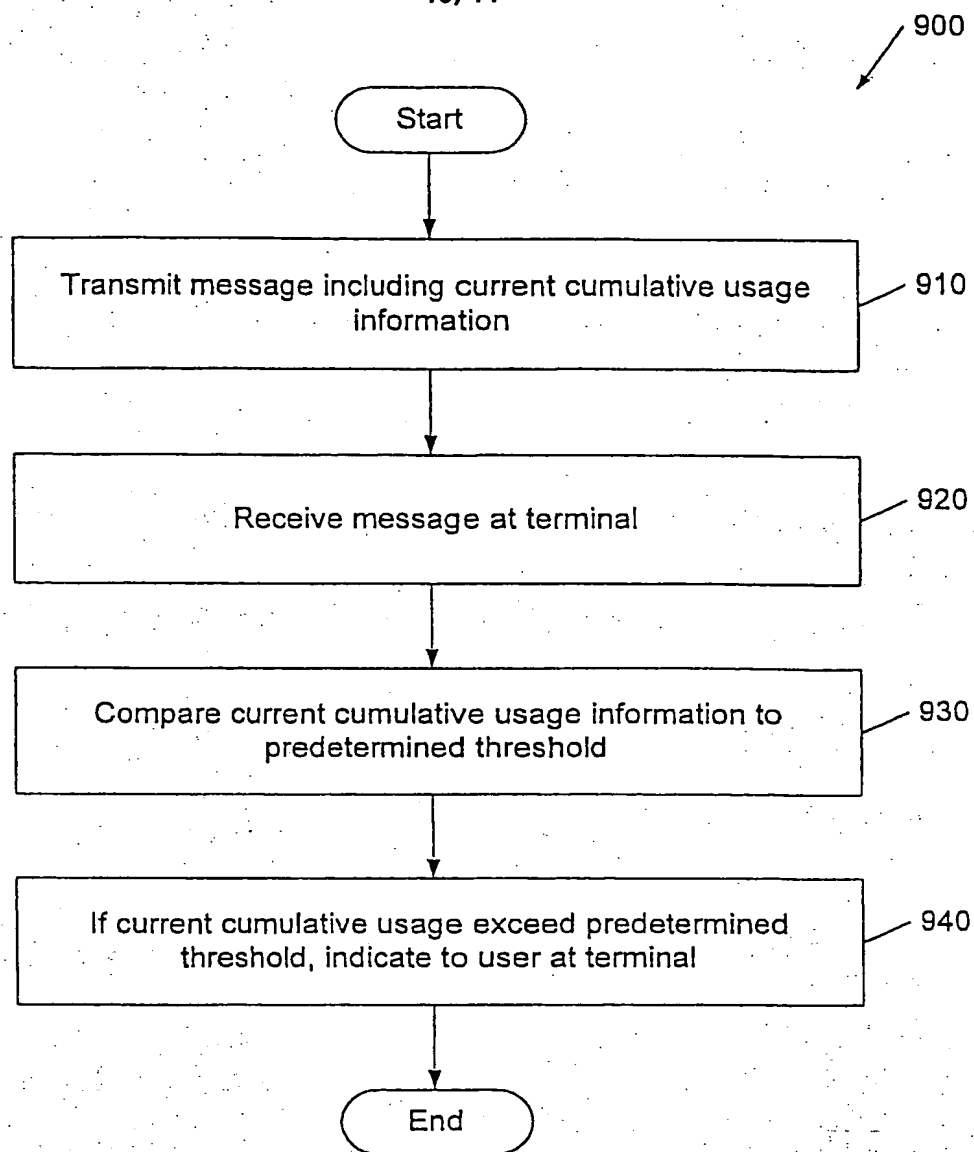 900
Start
Transmit message including current cumulative usage
information
910
Receive message at terminal
920
Compare current cumulative usage information to
predetermined threshold
930
If current cumulative usage exceed predetermined
threshold, indicate to user at terminal
940
End